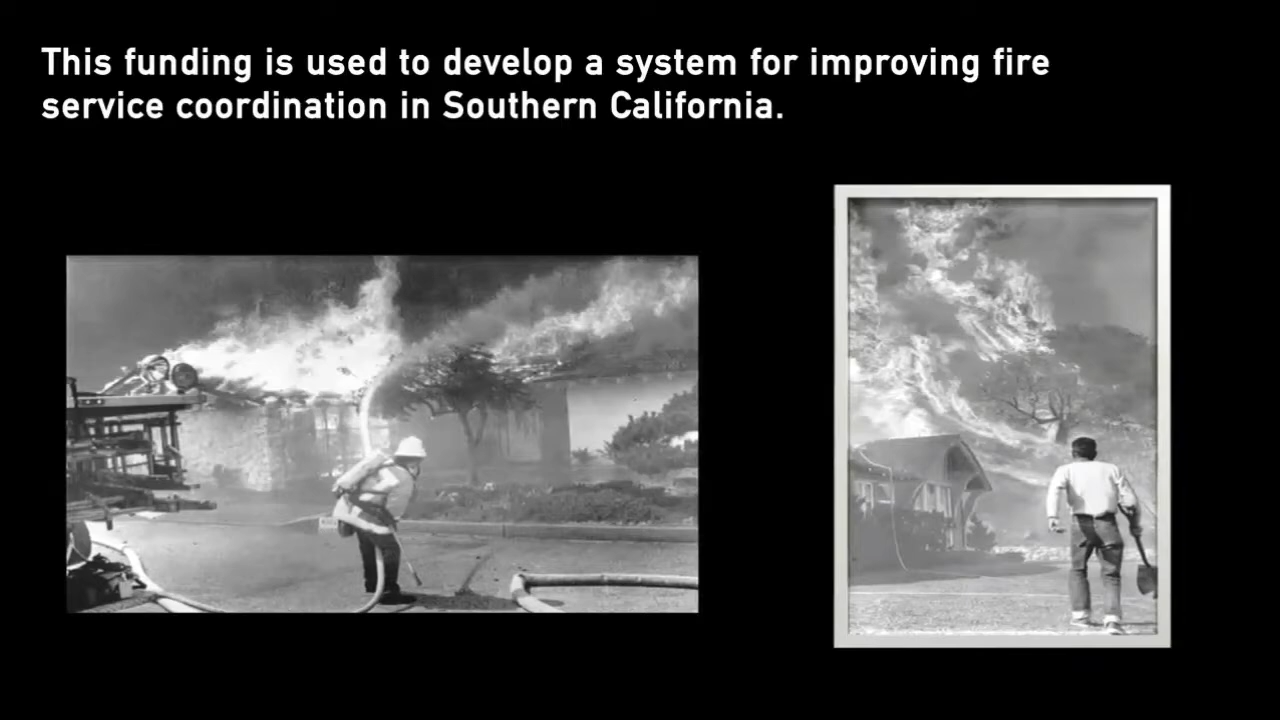 This funding is used to develop a system for improving fire
service coordination in Southern California.